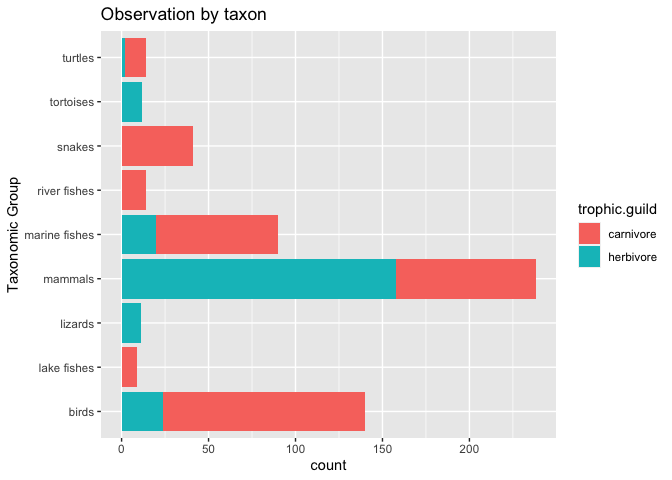 Observation by taxon
Taxonomic Group
turtles
tortoises
snakes
river fishes
marine fishes
mammals
lizards
lake fishes
birds
0 50 100 150 200
count
trophic.guild
carnivore
herbivore